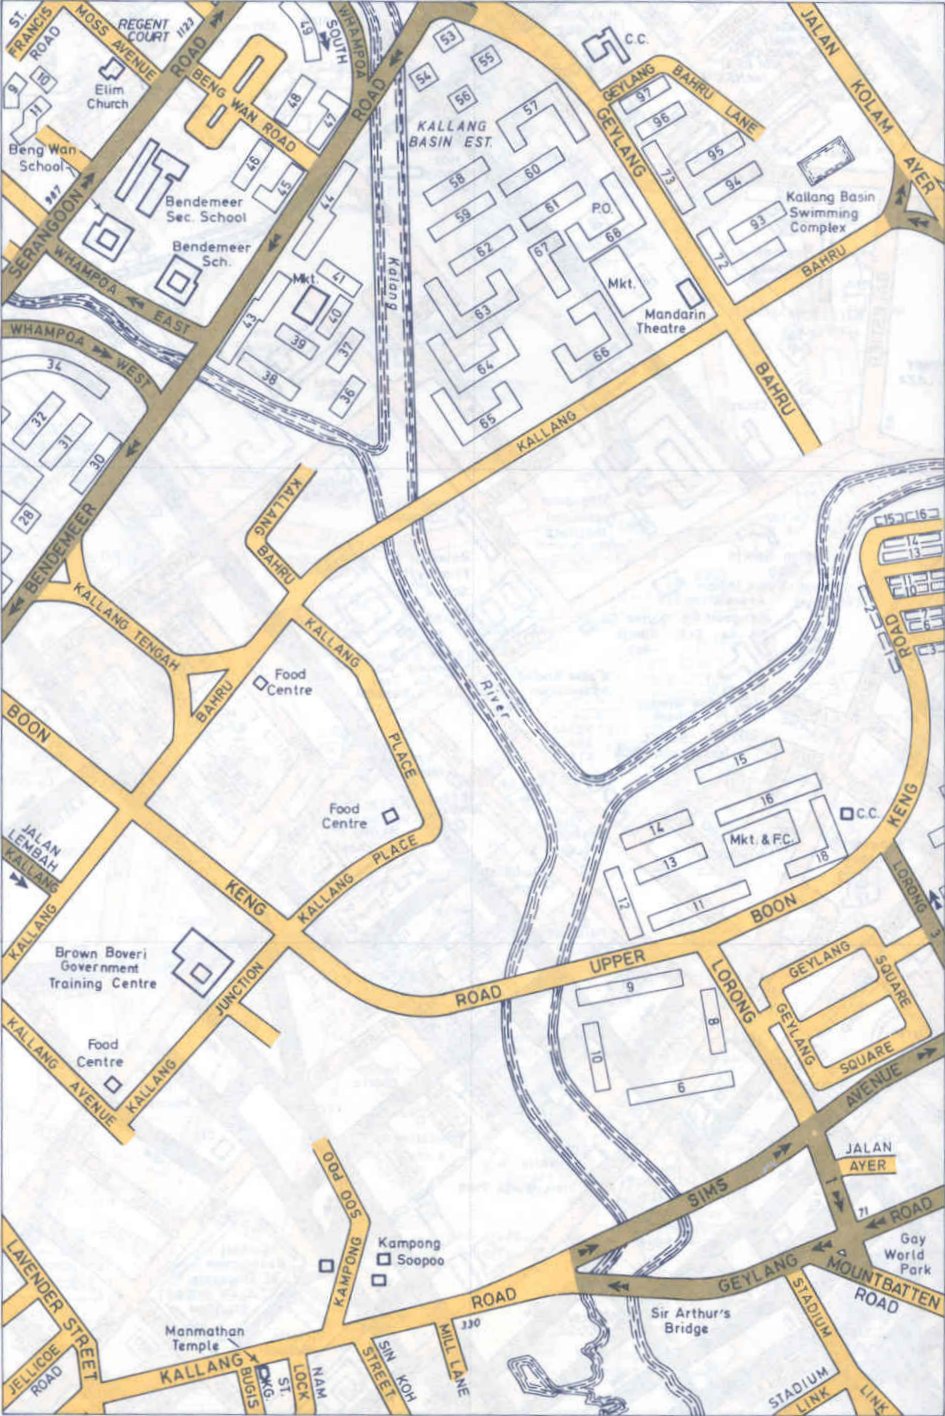 ST. FRANCIS ROAD
MOSS AVENUE
REGENT COURT
1123
ROAD
WHAMPOA SOUTH
49
53
54
55
56
C.C.
JALAN KOLAM AYER
Elim Church
9
10
11
BENG WAN ROAD
48
47
46
45
44
ROAD
KALLANG BASIN EST.
57
GEYLANG BAHRU LANE
97
96
95
94
93
73
72
GEYLANG
Beng Wan School
987
SERANGOON
Bendemeer Sec. School
Bendemeer Sch.
58
59
60
61
62
63
64
65
66
67
68
P.O.
Mkt.
Mandarin Theatre
Kallang Basin Swimming Complex
BAHRU
BAHRU
WHAMPOA EAST
WHAMPOA WEST
Mkt.
41
40
39
38
37
36
43
Kalang
34
32
31
30
28
BENDEMEER
KALLANG
KALLANG BAHRU
KALLANG TENGAH
BAHRU
KALLANG
PLACE
Food Centre
River
15
16
14
13
10
7
6
2
3
ROAD
BOON
Food Centre
KALLANG PLACE
JALAN LEMBAH KALLANG
KALLANG
KENG
15
16
14
13
12
11
18
Mkt. & F.C.
C.C.
KENG
LORONG
3
Brown Boveri Government Training Centre
JUNCTION
KALLANG
ROAD
UPPER
BOON
9
8
10
6
LORONG
GEYLANG
SQUARE
GEYLANG
SQUARE
KALLANG AVENUE
Food Centre
AVENUE
SIMS
1
JALAN AYER
71
ROAD
Gay World Park
KAMPONG SOO POO
Kampong Soopoo
LAVENDER STREET
JELLICOE ROAD
Manmathan Temple
KALLANG
ROAD
330
GEYLANG
MOUNTBATTEN ROAD
Sir Arthur's Bridge
STADIUM
STADIUM LINK
LINK
KG. BUGIS
ST.
NAM LOCK
SIN KOH STREET
MILL LANE